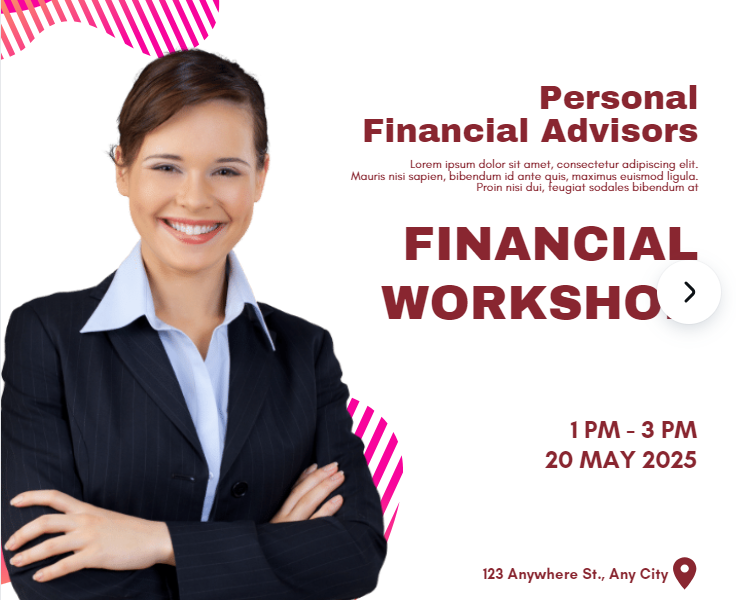 Personal
Financial Advisors
Lorem ipsum dolor sit amet, consectetur adipiscing elit.
Mauris nisi sapien, bibendum id ante quis, maximus euismod ligula.
Proin nisi dui, feugiat sodales bibendum at
FINANCIAL
WORKSHOP
1 PM - 3 PM
20 MAY 2025
123 Anywhere St., Any City